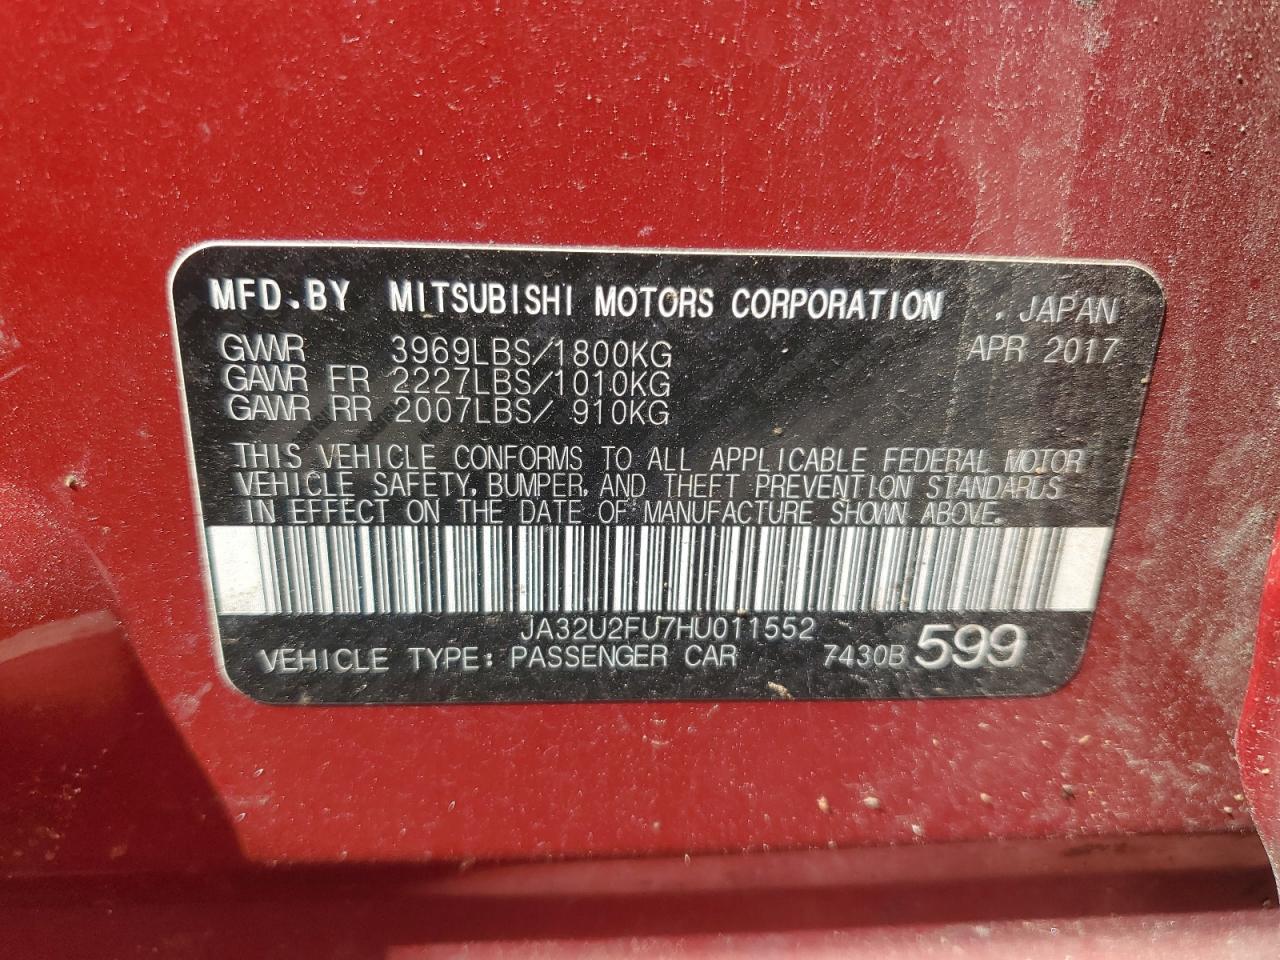 MFD.BY MITSUBISHI MOTORS CORPORATION . JAPAN
GVWR 3969LBS/1800KG APR 2017
GAWR FR 2227LBS/1010KG
GAWR RR 2007LBS/ 910KG
THIS VEHICLE CONFORMS TO ALL APPLICABLE FEDERAL MOTOR
VEHICLE SAFETY, BUMPER, AND THEFT PREVENTION STANDARDS
IN EFFECT ON THE DATE OF MANUFACTURE SHOWN ABOVE.
JA32U2FU7HU011552
VEHICLE TYPE: PASSENGER CAR 7430B 599